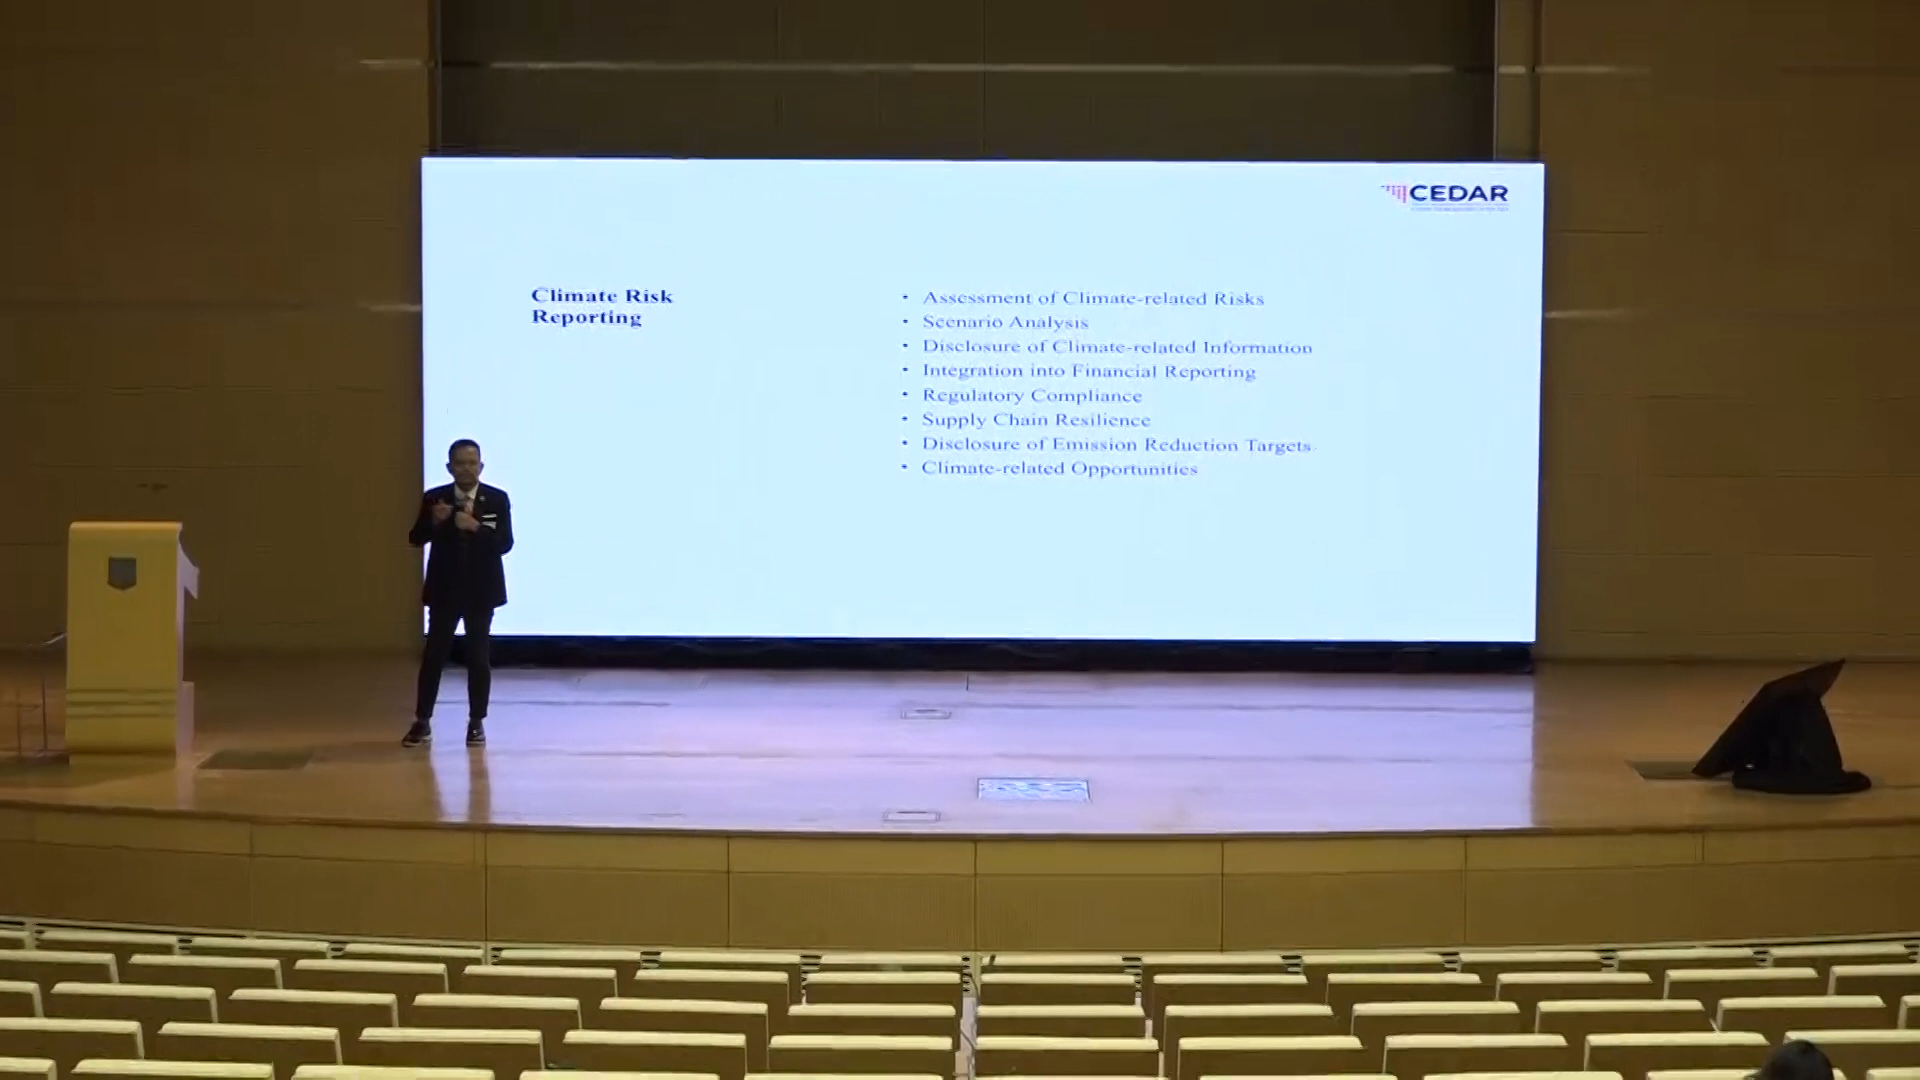 CEDAR
Climate Risk
Reporting
• Assessment of Climate-related Risks
• Scenario Analysis
• Disclosure of Climate-related Information
• Integration into Financial Reporting
• Regulatory Compliance
• Supply Chain Resilience
• Disclosure of Emission Reduction Targets
• Climate-related Opportunities